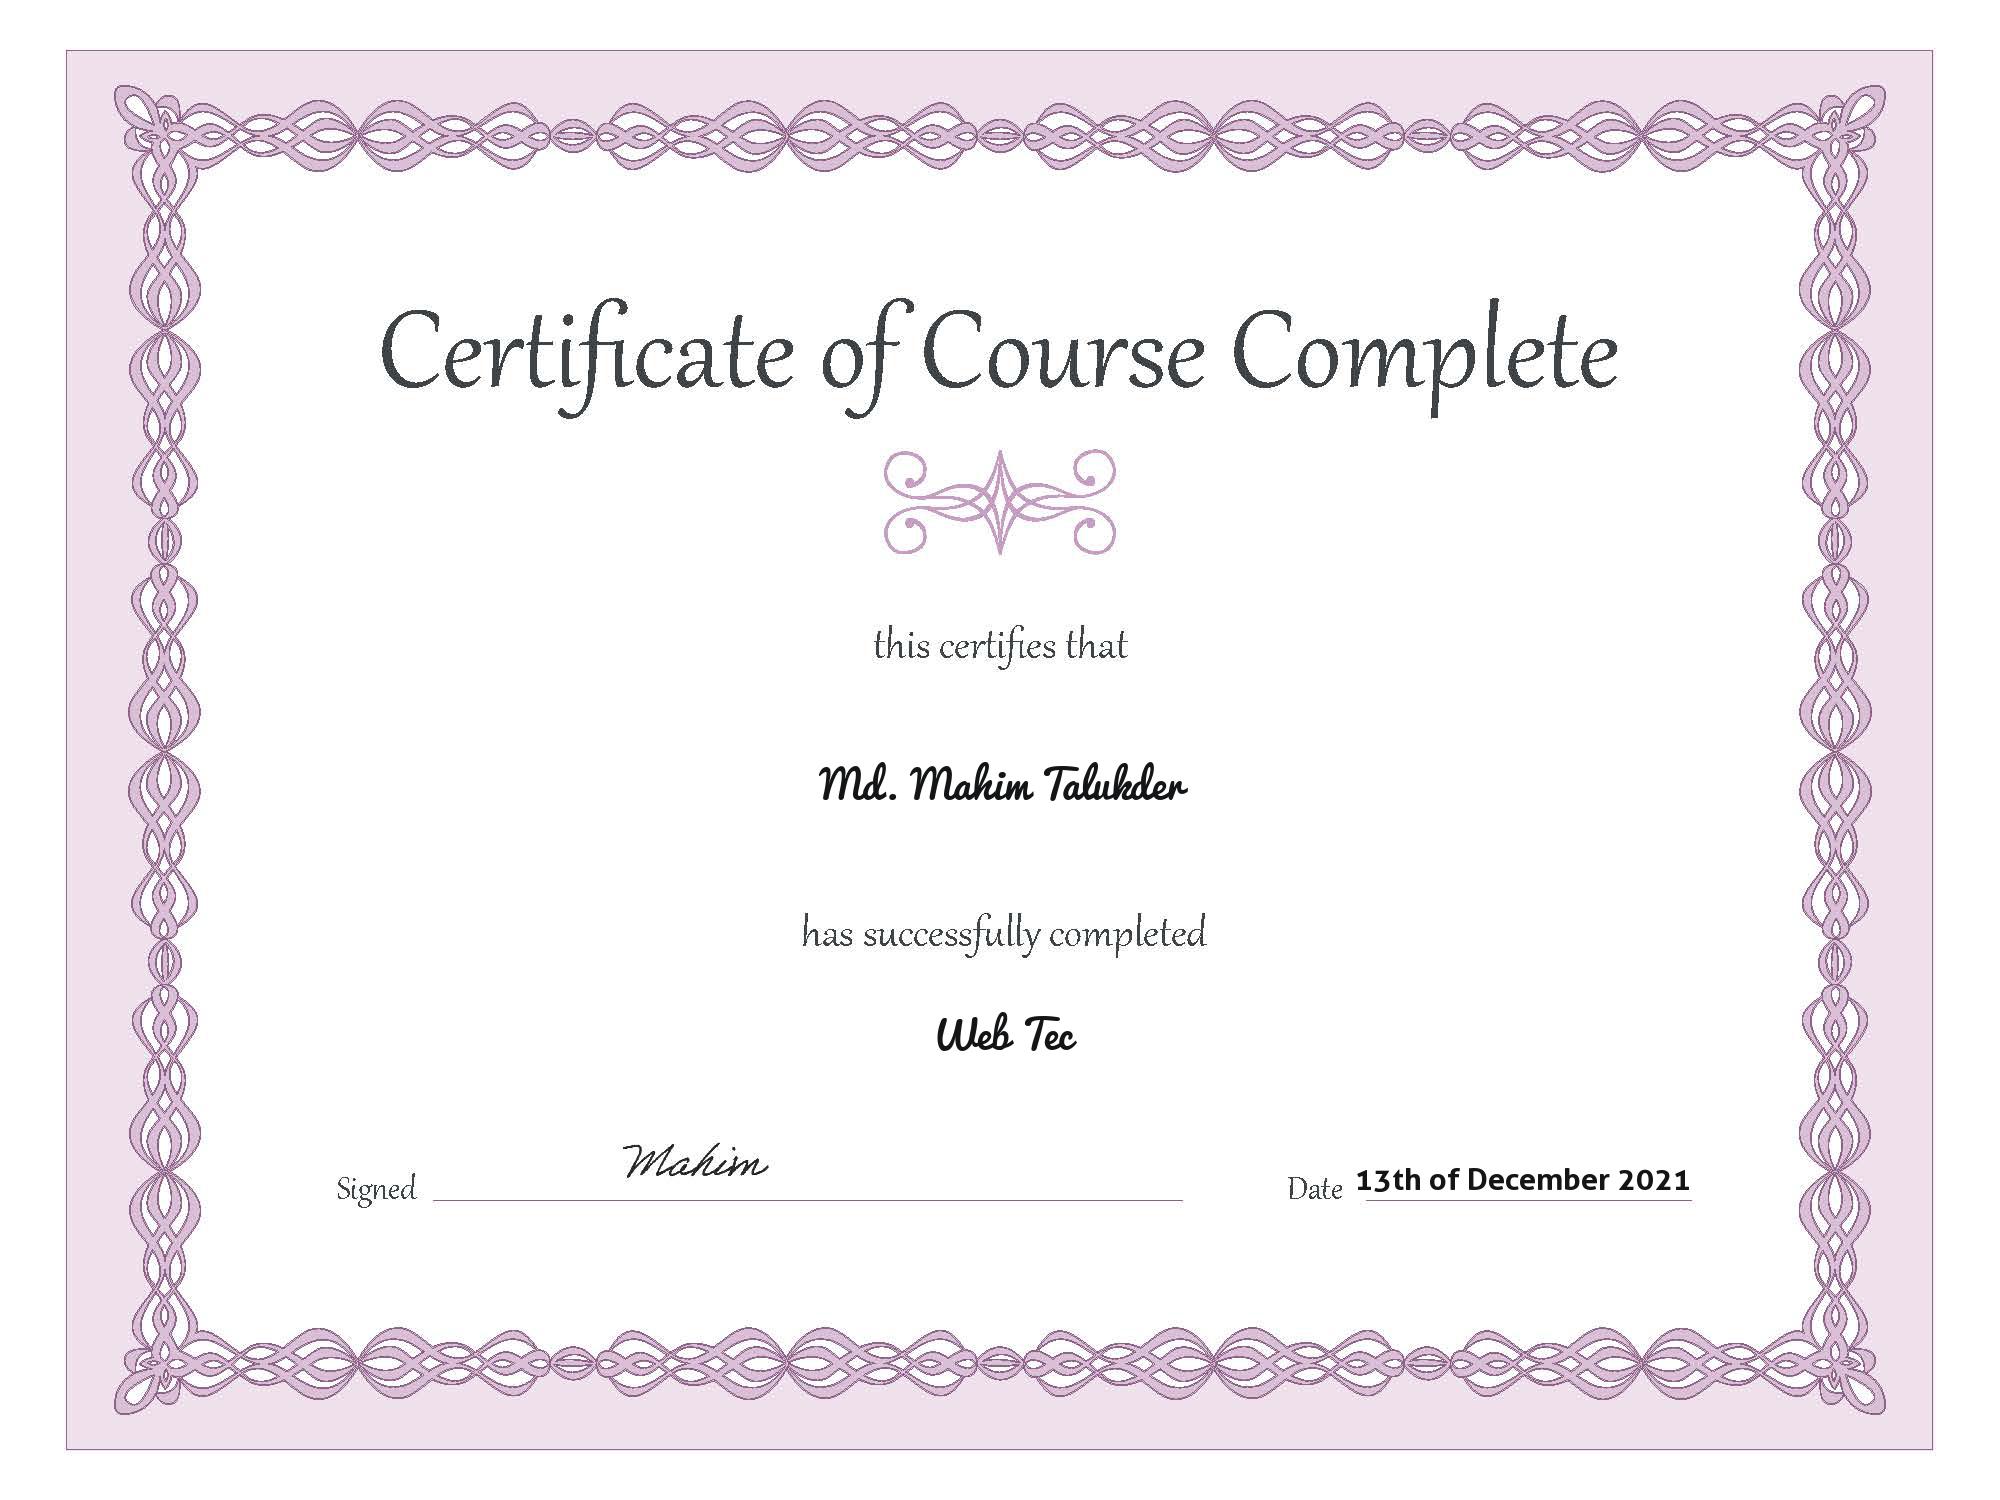 Certificate of Course Complete
this certifies that
Md. Mahim Talukder
has successfully completed
Web Tec
Signed Mahim Date 13th of December 2021